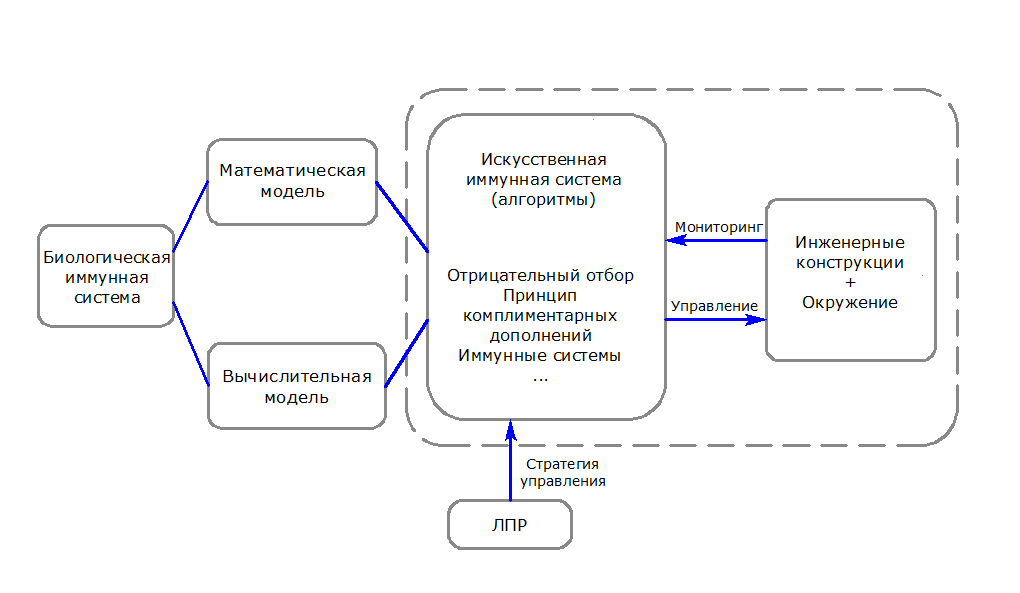 Биологическая
иммунная
система
Математическая
модель
Вычислительная
модель
Искусственная
иммунная система
(алгоритмы)
Отрицательный отбор
Принцип
комплиментарных
дополнений
Иммунные системы
...
Мониторинг
Управление
Инженерные
конструкции
+
Окружение
Стратегия
управления
ЛПР